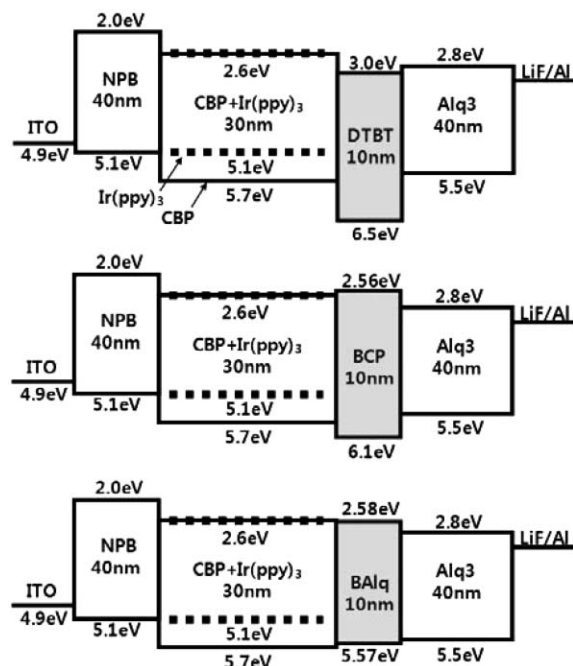 2.0eV
NPB
40nm
ITO
4.9eV
5.1eV
2.6eV
CBP+Ir(ppy)₃
30nm
5.1eV
Ir(ppy)₃
CBP
5.7eV
3.0eV
DTBT
10nm
6.5eV
2.8eV
Alq3
40nm
5.5eV
LiF/Al
2.0eV
NPB
40nm
ITO
4.9eV
5.1eV
2.6eV
CBP+Ir(ppy)₃
30nm
5.1eV
5.7eV
2.56eV
BCP
10nm
6.1eV
2.8eV
Alq3
40nm
5.5eV
LiF/Al
2.0eV
NPB
40nm
ITO
4.9eV
5.1eV
2.6eV
CBP+Ir(ppy)₃
30nm
5.1eV
5.7eV
2.58eV
BAlq
10nm
5.57eV
2.8eV
Alq3
40nm
5.5eV
LiF/Al